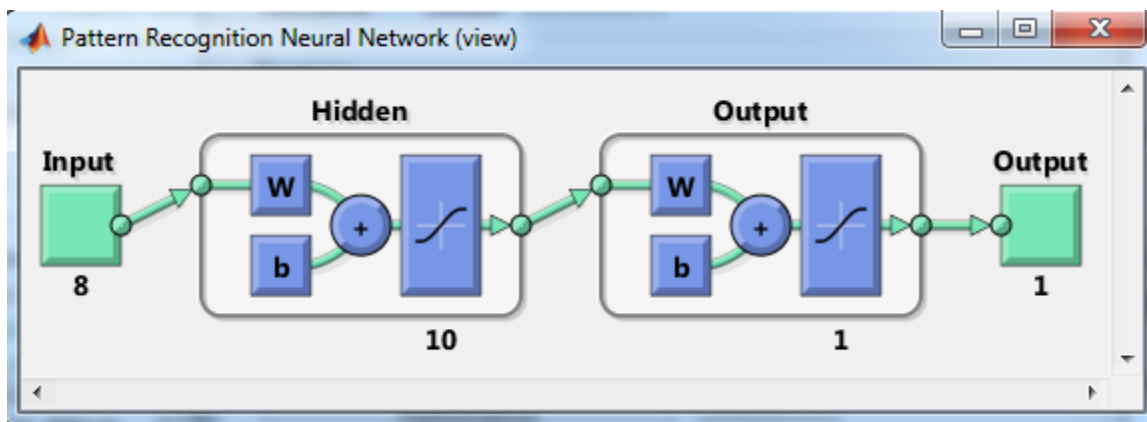 Pattern Recognition Neural Network (view)
Hidden Output
Input Output
W W
+ +
b b
8 1
10 1